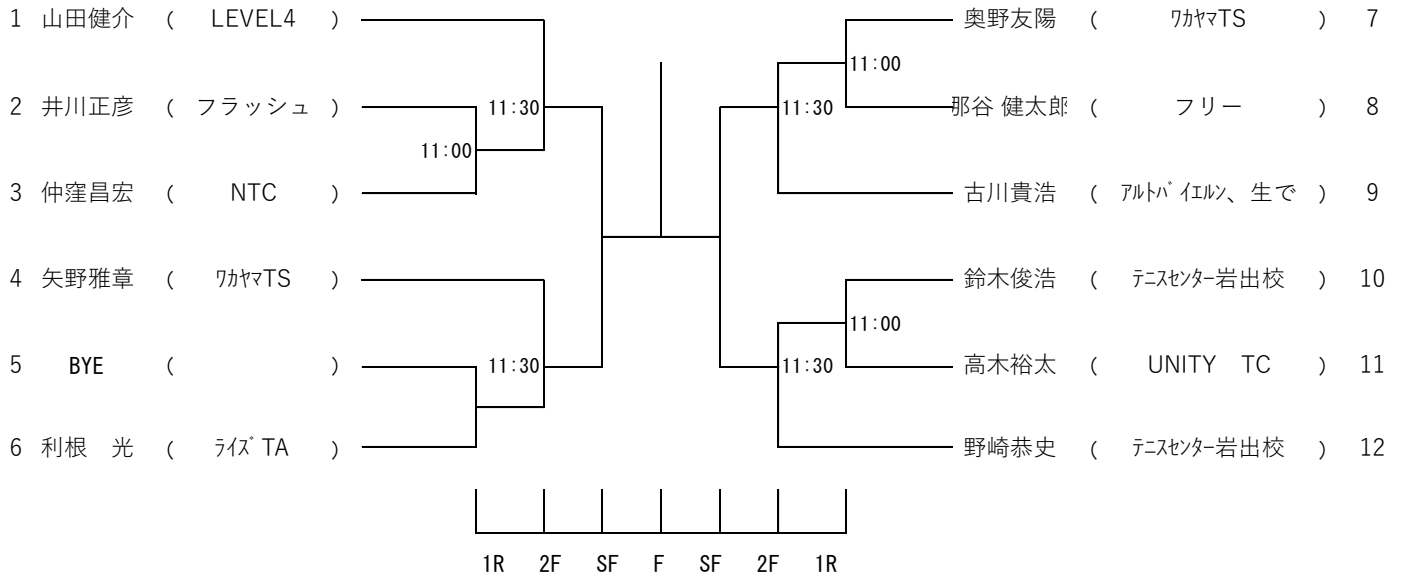 1 山田健介 ( LEVEL4 )
奥野友陽 ( ﾜｶﾔﾏTS ) 7
11:00
2 井川正彦 ( フラッシュ )
11:30
11:30
那谷 健太郎 ( フリー ) 8
11:00
3 仲窪昌宏 ( NTC )
古川貴浩 ( ｱﾙﾄﾊﾞｲｴﾙﾝ、生で ) 9
4 矢野雅章 ( ﾜｶﾔﾏTS )
鈴木俊浩 ( ﾃﾆｽｾﾝﾀｰ岩出校 ) 10
11:00
5 BYE ( )
11:30
11:30
高木裕太 ( UNITY TC ) 11
6 利根 光 ( ﾗｲｽﾞTA )
野崎恭史 ( ﾃﾆｽｾﾝﾀｰ岩出校 ) 12
1R 2F SF F SF 2F 1R